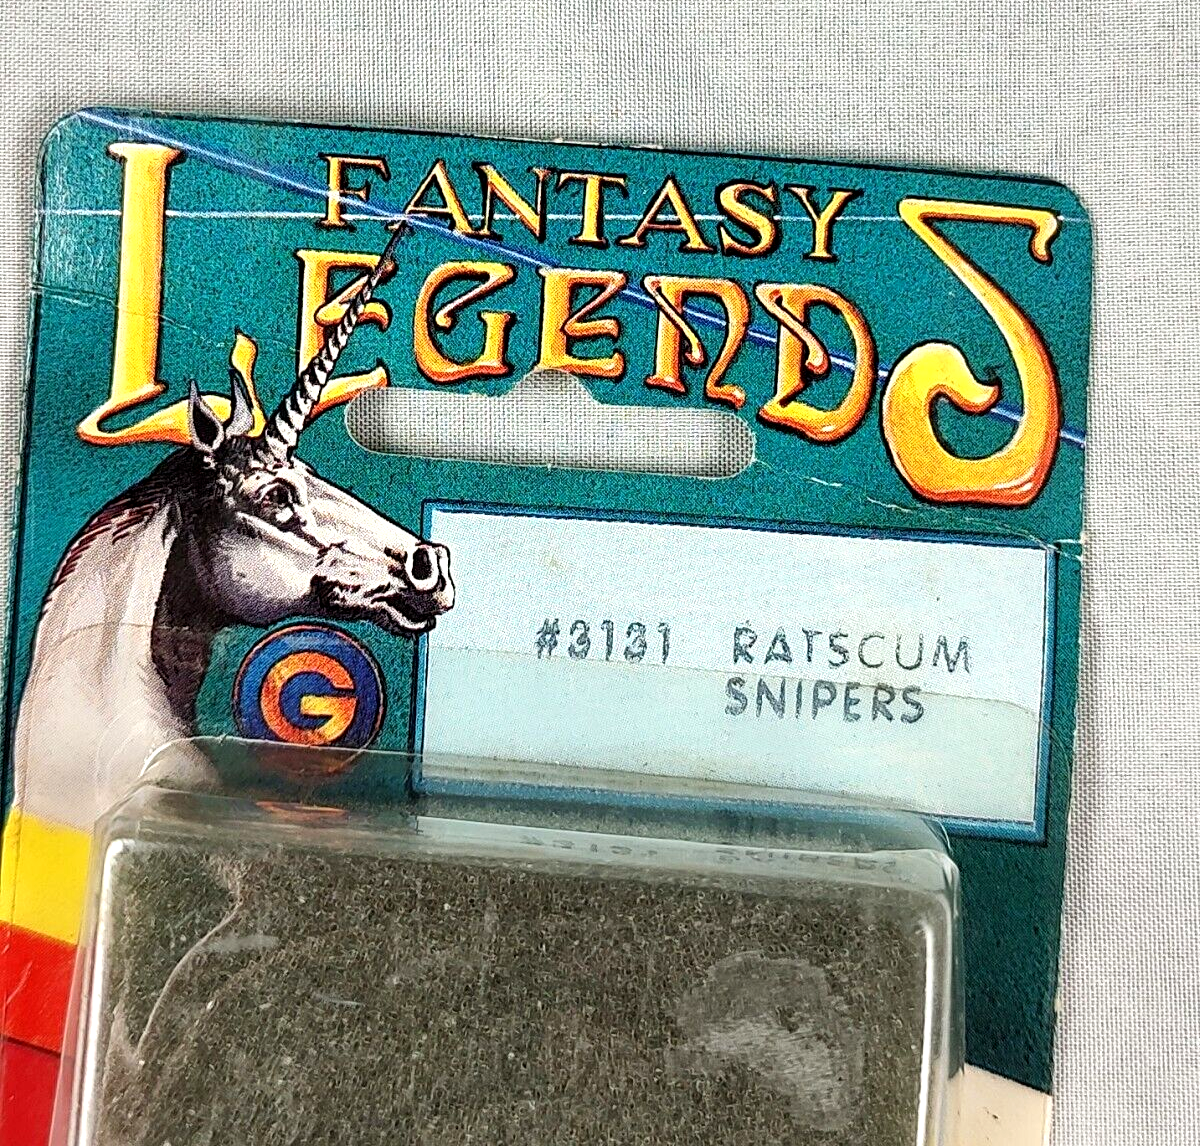 FANTASY
LEGENDS
G
#3131 RATSCUM
SNIPERS